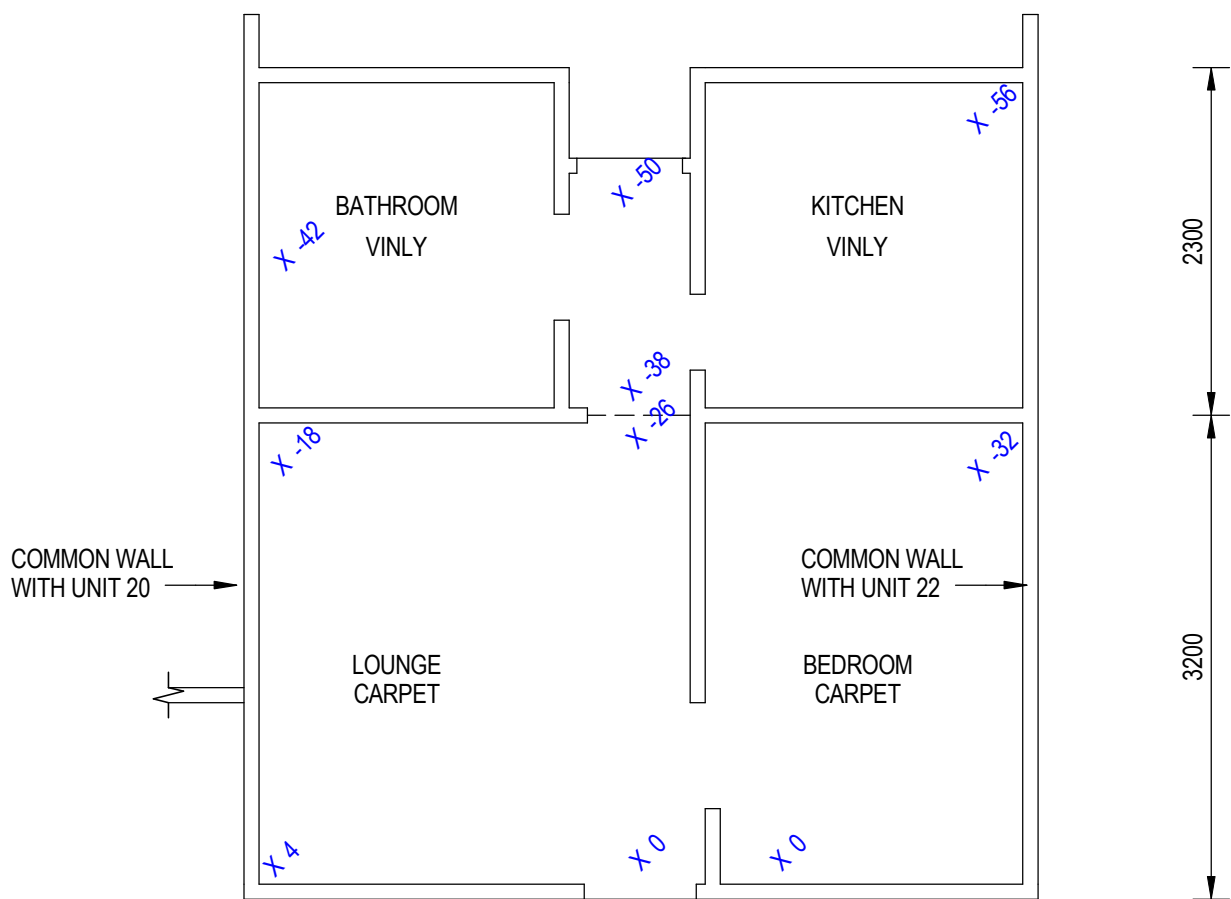 X -56
X -50
BATHROOM
VINLY
KITCHEN
VINLY
2300
X -42
X -38
X -26
X -18
X -32
COMMON WALL
WITH UNIT 20
COMMON WALL
WITH UNIT 22
LOUNGE
CARPET
BEDROOM
CARPET
3200
X 4
X 0
X 0